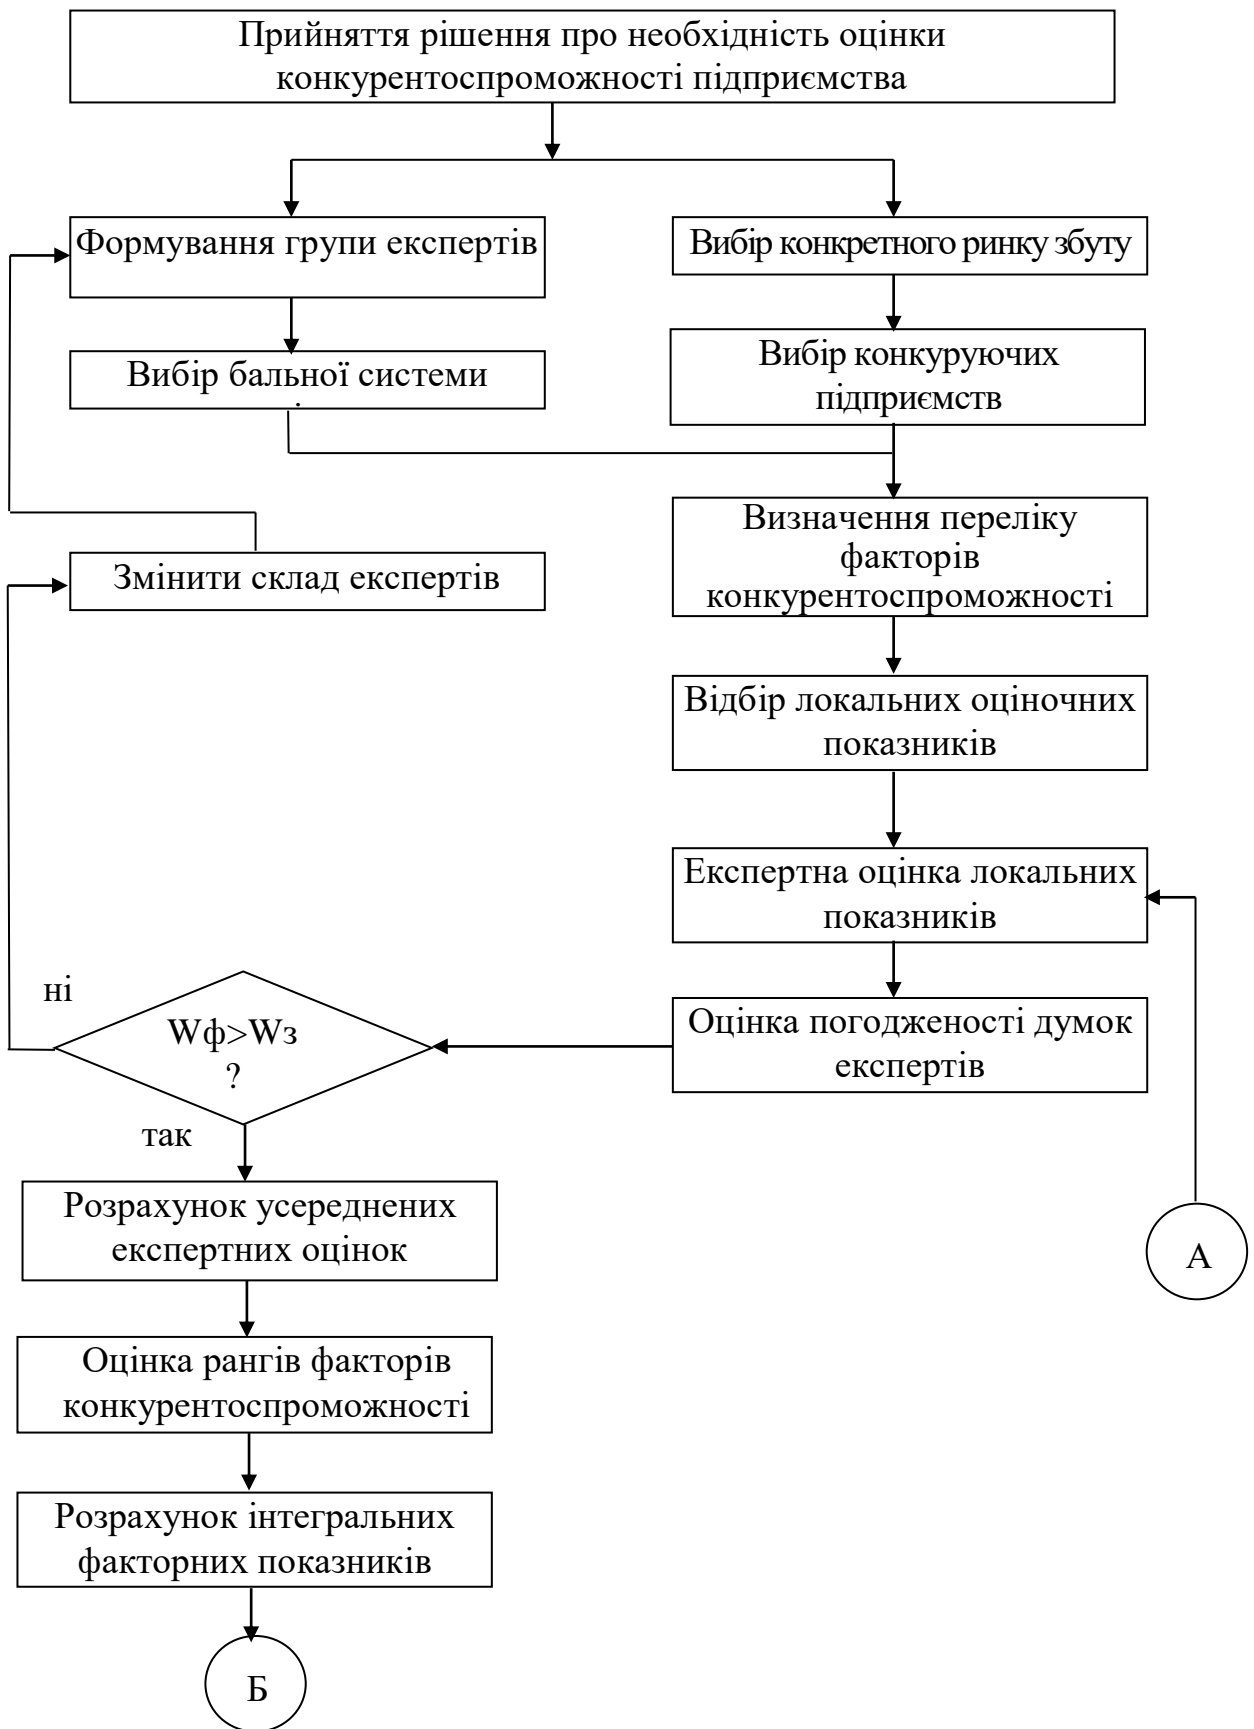 Прийняття рішення про необхідність оцінки
конкурентоспроможності підприємства
Формування групи експертів
Вибір конкретного ринку збуту
Вибір бальної системи
Вибір конкуруючих
підприємств
Визначення переліку
факторів
конкурентоспроможності
Змінити склад експертів
Відбір локальних оціночних
показників
Експертна оцінка локальних
показників
ні
Wф>Wз
?
Оцінка погодженості думок
експертів
так
Розрахунок усереднених
експертних оцінок
А
Оцінка рангів факторів
конкурентоспроможності
Розрахунок інтегральних
факторних показників
Б